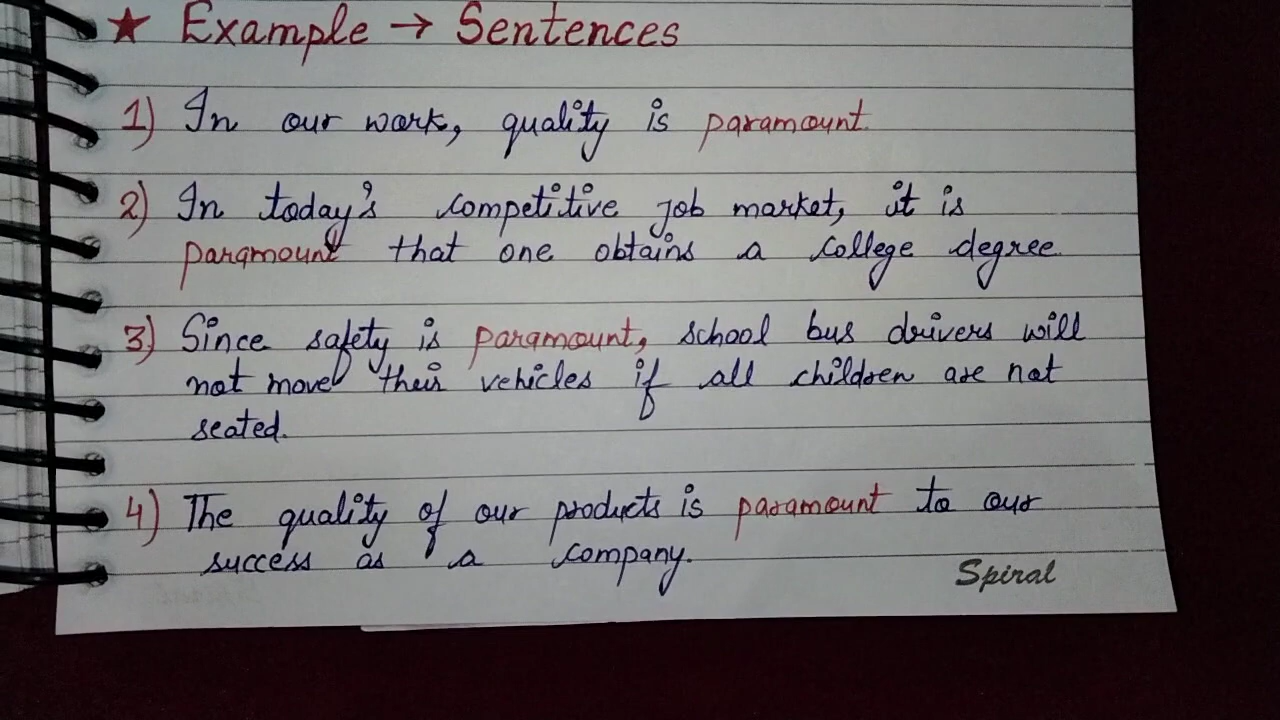 ★ Example → Sentences
1) In our work, quality is paramount.
2) In today's competitive job market, it is
paramount that one obtains a college degree.
3) Since safety is paramount, school bus drivers will
not move their vehicles if all children are not
seated.
4) The quality of our products is paramount to our
success as a company.
Spiral